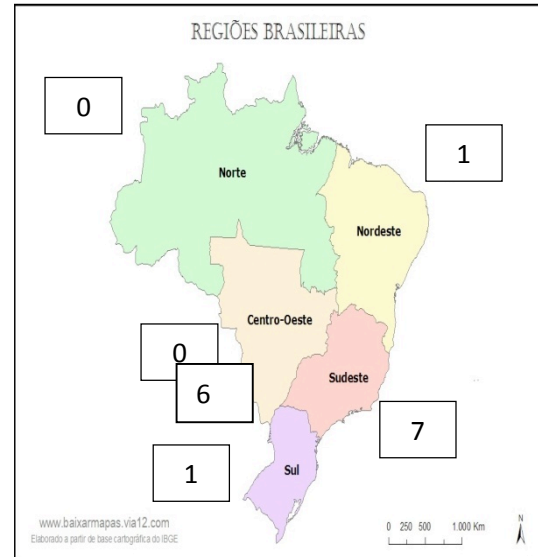 REGIÕES BRASILEIRAS
0
1
Norte
Nordeste
Centro-Oeste
0
6
Sudeste
7
1
Sul
www.baixarmapas.via12.com
Elaborado a partir de base cartográfica do IBGE
0 250 500 1.000 Km
N